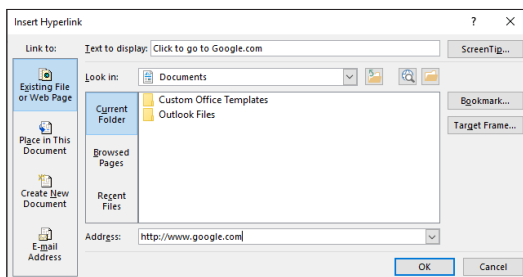 Insert Hyperlink
? ×
Link to:
Text to display: Click to go to Google.com
ScreenTip...
Existing File
or Web Page
Look in: Documents
Current
Folder
Custom Office Templates
Outlook Files
Bookmark...
Target Frame...
Place in This
Document
Browsed
Pages
Create New
Document
Recent
Files
E-mail
Address
Address: http://www.google.com
OK
Cancel